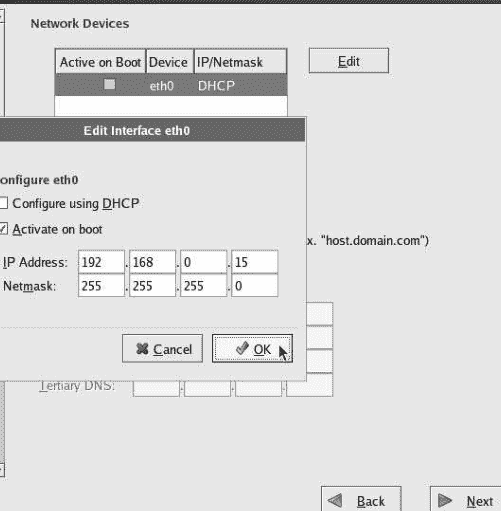 Network Devices
Active on Boot Device IP/Netmask
Edit
eth0 DHCP
Edit Interface eth0
onfigure eth0
Configure using DHCP
Activate on boot
x. "host.domain.com")
IP Address: 192 . 168 . 0 . 15
Netmask: 255 . 255 . 255 . 0
Cancel
OK
Tertiary DNS:
Back
Next